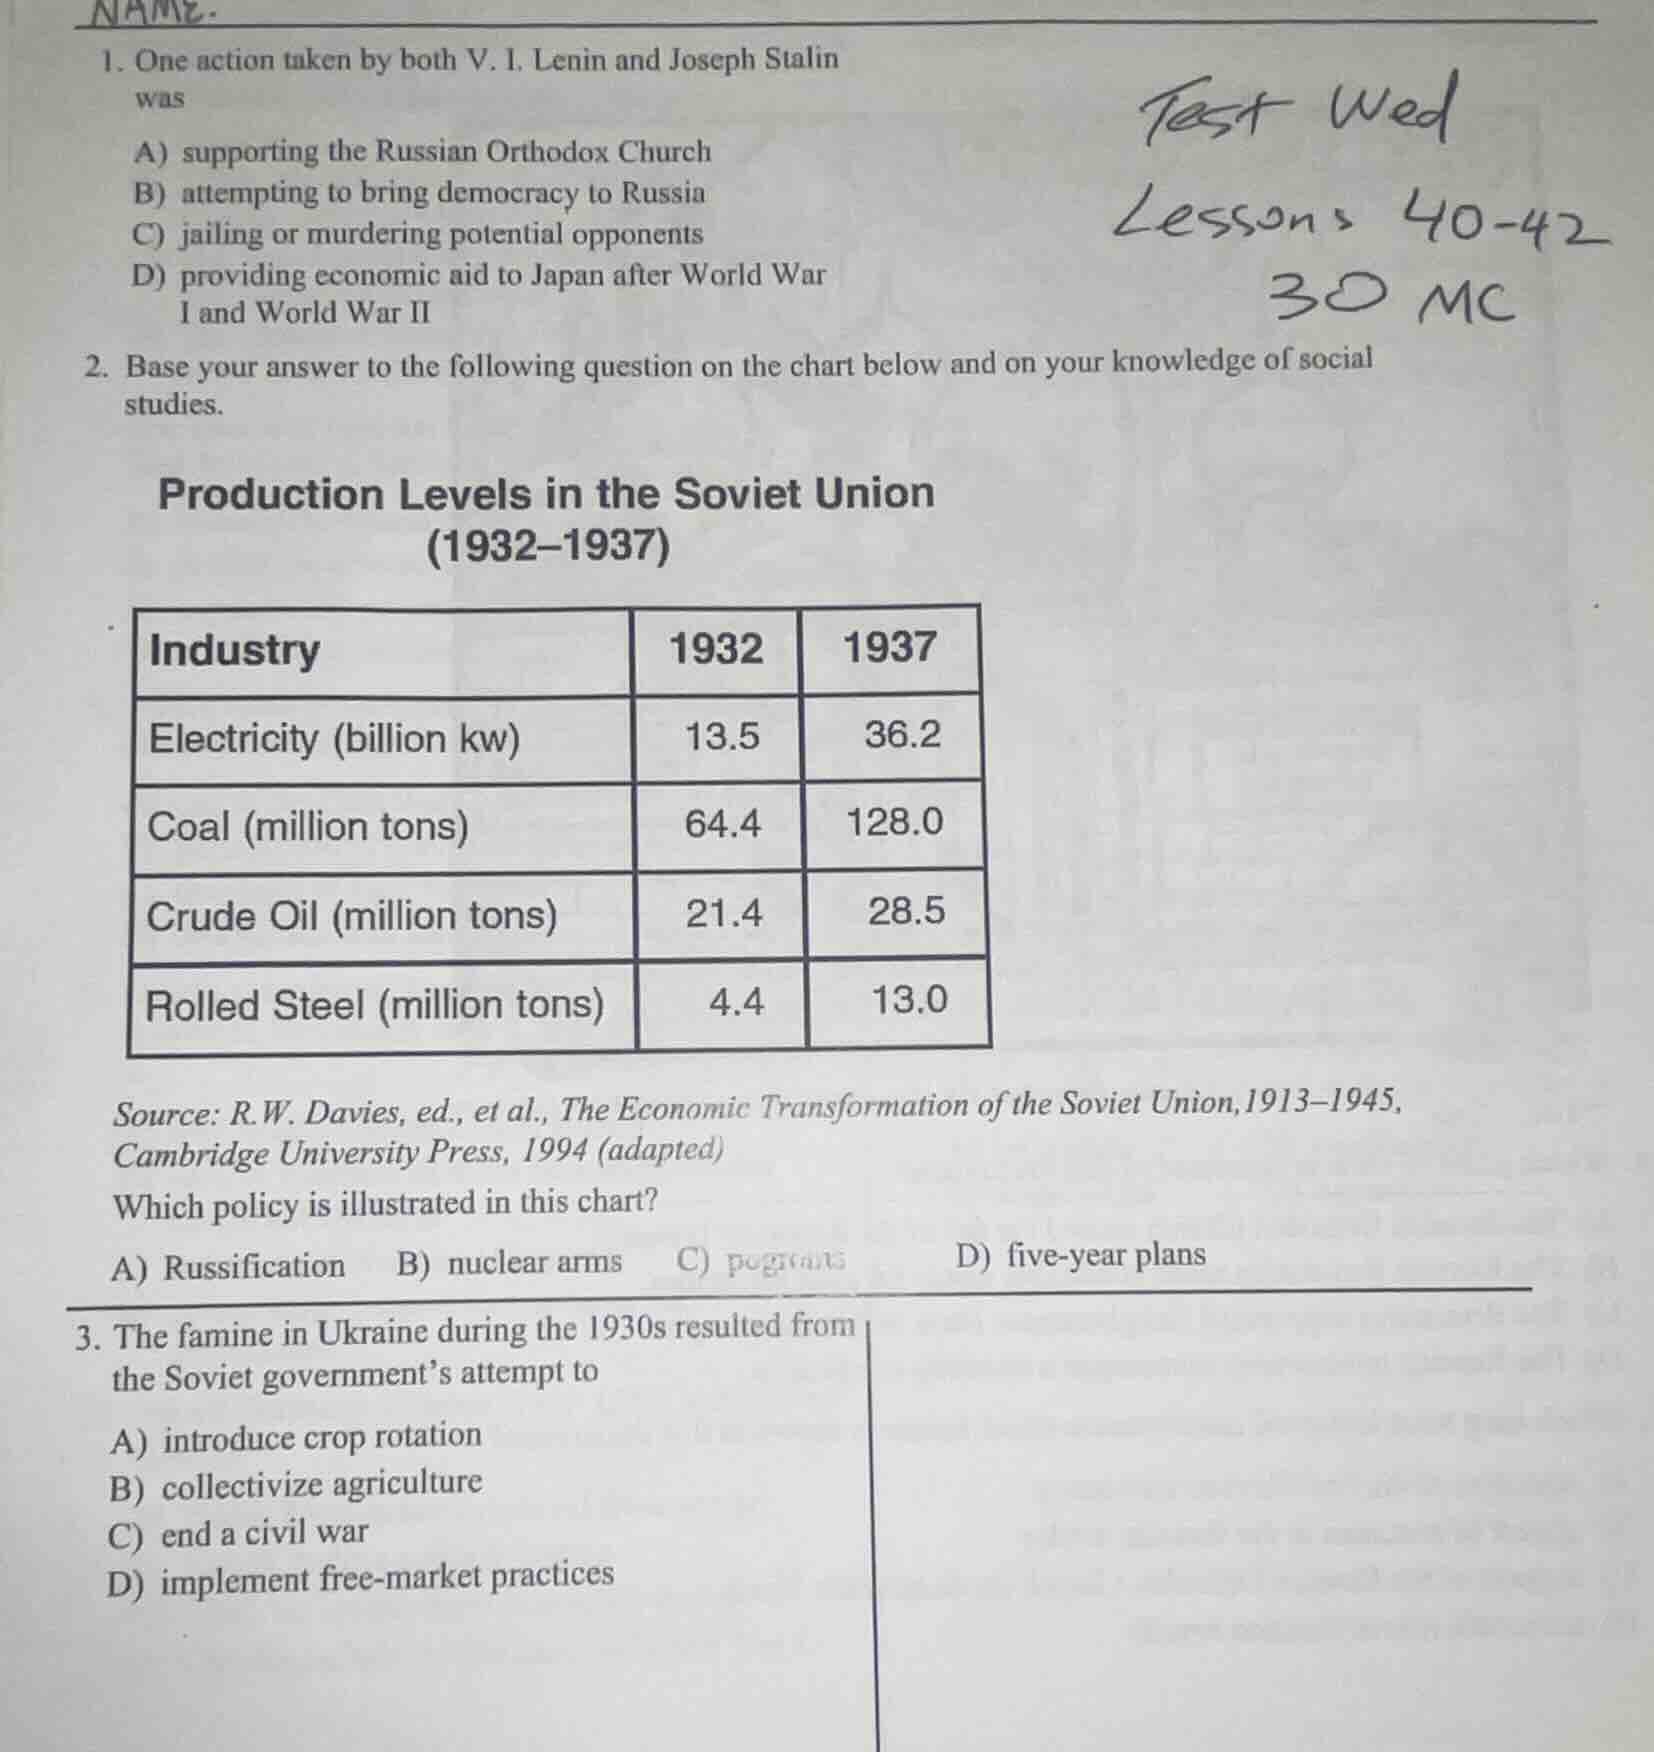 NAME.
1. One action taken by both V. I. Lenin and Joseph Stalin
was
A) supporting the Russian Orthodox Church
B) attempting to bring democracy to Russia
C) jailing or murdering potential opponents
D) providing economic aid to Japan after World War
I and World War II
Test Wed
Lessons 40-42
30 MC
2. Base your answer to the following question on the chart below and on your knowledge of social
studies.
Production Levels in the Soviet Union
(1932–1937)
Industry 1932 1937
Electricity (billion kw) 13.5 36.2
Coal (million tons) 64.4 128.0
Crude Oil (million tons) 21.4 28.5
Rolled Steel (million tons) 4.4 13.0
Source: R.W. Davies, ed., et al., The Economic Transformation of the Soviet Union,1913–1945,
Cambridge University Press, 1994 (adapted)
Which policy is illustrated in this chart?
A) Russification B) nuclear arms C) pogroms D) five-year plans
3. The famine in Ukraine during the 1930s resulted from
the Soviet government’s attempt to
A) introduce crop rotation
B) collectivize agriculture
C) end a civil war
D) implement free-market practices